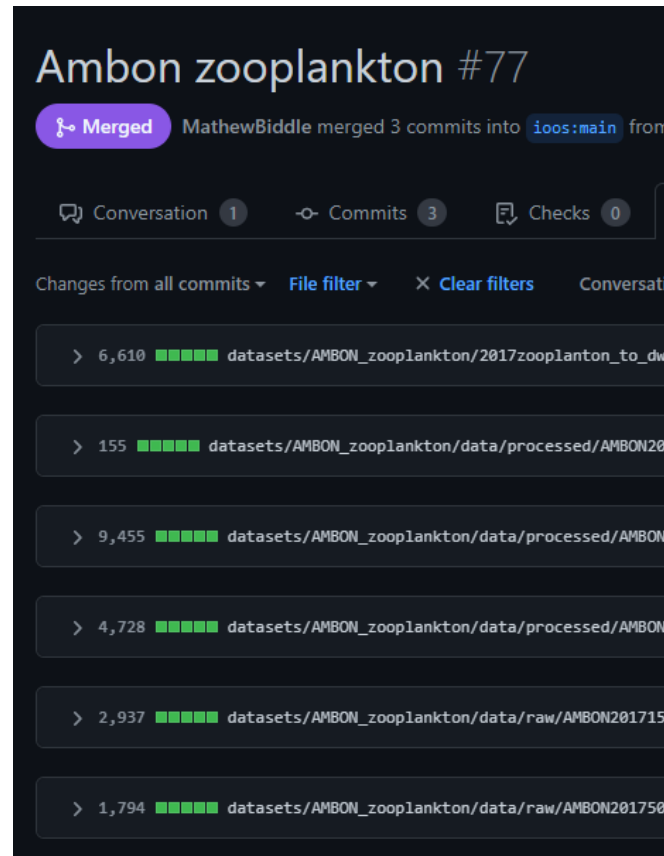 Ambon zooplankton #77
Merged MathewBiddle merged 3 commits into ioos:main from
Conversation 1 Commits 3 Checks 0
Changes from all commits File filter Clear filters Conversati
6,610 datasets/AMBON_zooplankton/2017zooplanton_to_dw
155 datasets/AMBON_zooplankton/data/processed/AMBON20
9,455 datasets/AMBON_zooplankton/data/processed/AMBON
4,728 datasets/AMBON_zooplankton/data/processed/AMBON
2,937 datasets/AMBON_zooplankton/data/raw/AMBON201715
1,794 datasets/AMBON_zooplankton/data/raw/AMBON201750